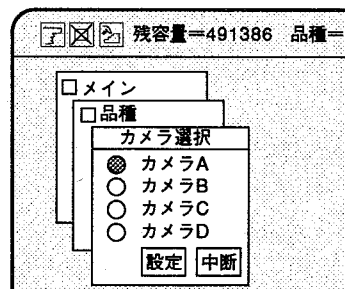 残容量=491386 品種=
メイン
品種
カメラ選択
カメラA
カメラB
カメラC
カメラD
設定 中断